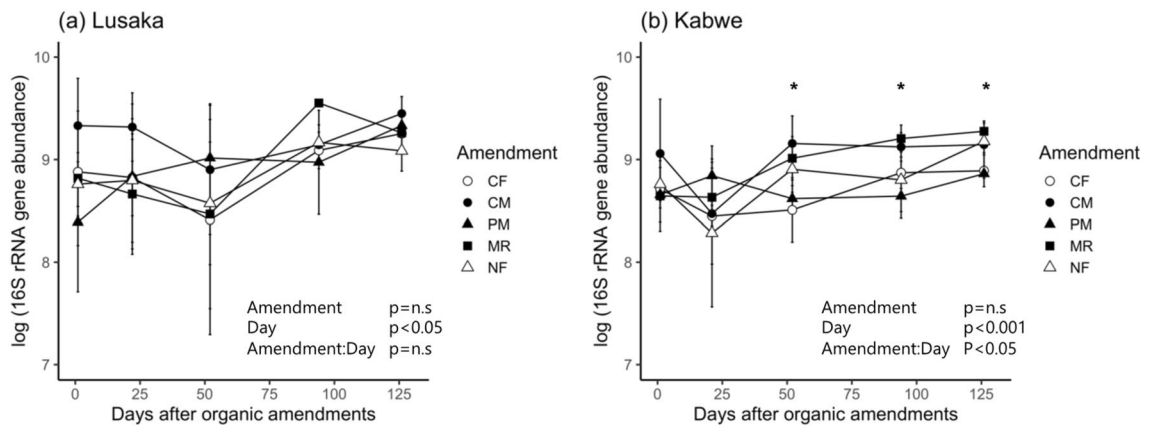 (a) Lusaka
10
9
8
7
log (16S rRNA gene abundance)
0 25 50 75 100 125
Days after organic amendments
Amendment p=n.s
Day p<0.05
Amendment:Day p=n.s
Amendment
CF
CM
PM
MR
NF
(b) Kabwe
10
9
8
7
log (16S rRNA gene abundance)
* * *
0 25 50 75 100 125
Days after organic amendments
Amendment p=n.s
Day p<0.001
Amendment:Day P<0.05
Amendment
CF
CM
PM
MR
NF